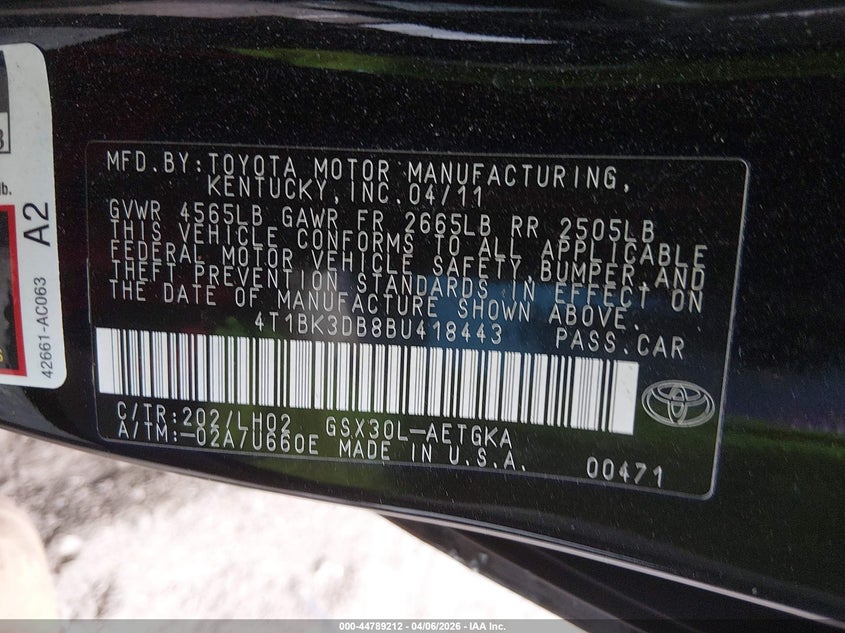 MFD.BY:TOYOTA MOTOR MANUFACTURING,
KENTUCKY,INC.04/11
GVWR 4565LB GAWR FR 2665LB RR 2505LB
THIS VEHICLE CONFORMS TO ALL APPLICABLE
FEDERAL MOTOR VEHICLE SAFETY,BUMPER,AND
THEFT PREVENTION STANDARDS IN EFFECT ON
THE DATE OF MANUFACTURE SHOWN ABOVE.
4T1BK3DB8BU418443 PASS.CAR
C/TR:202/LH02 GSX30L-AETGKA
A/TM:-02A/U660E MADE IN U.S.A. 00471
lb.
A2
42661-AC063
000-44789212 - 04/06/2026 - IAA Inc.